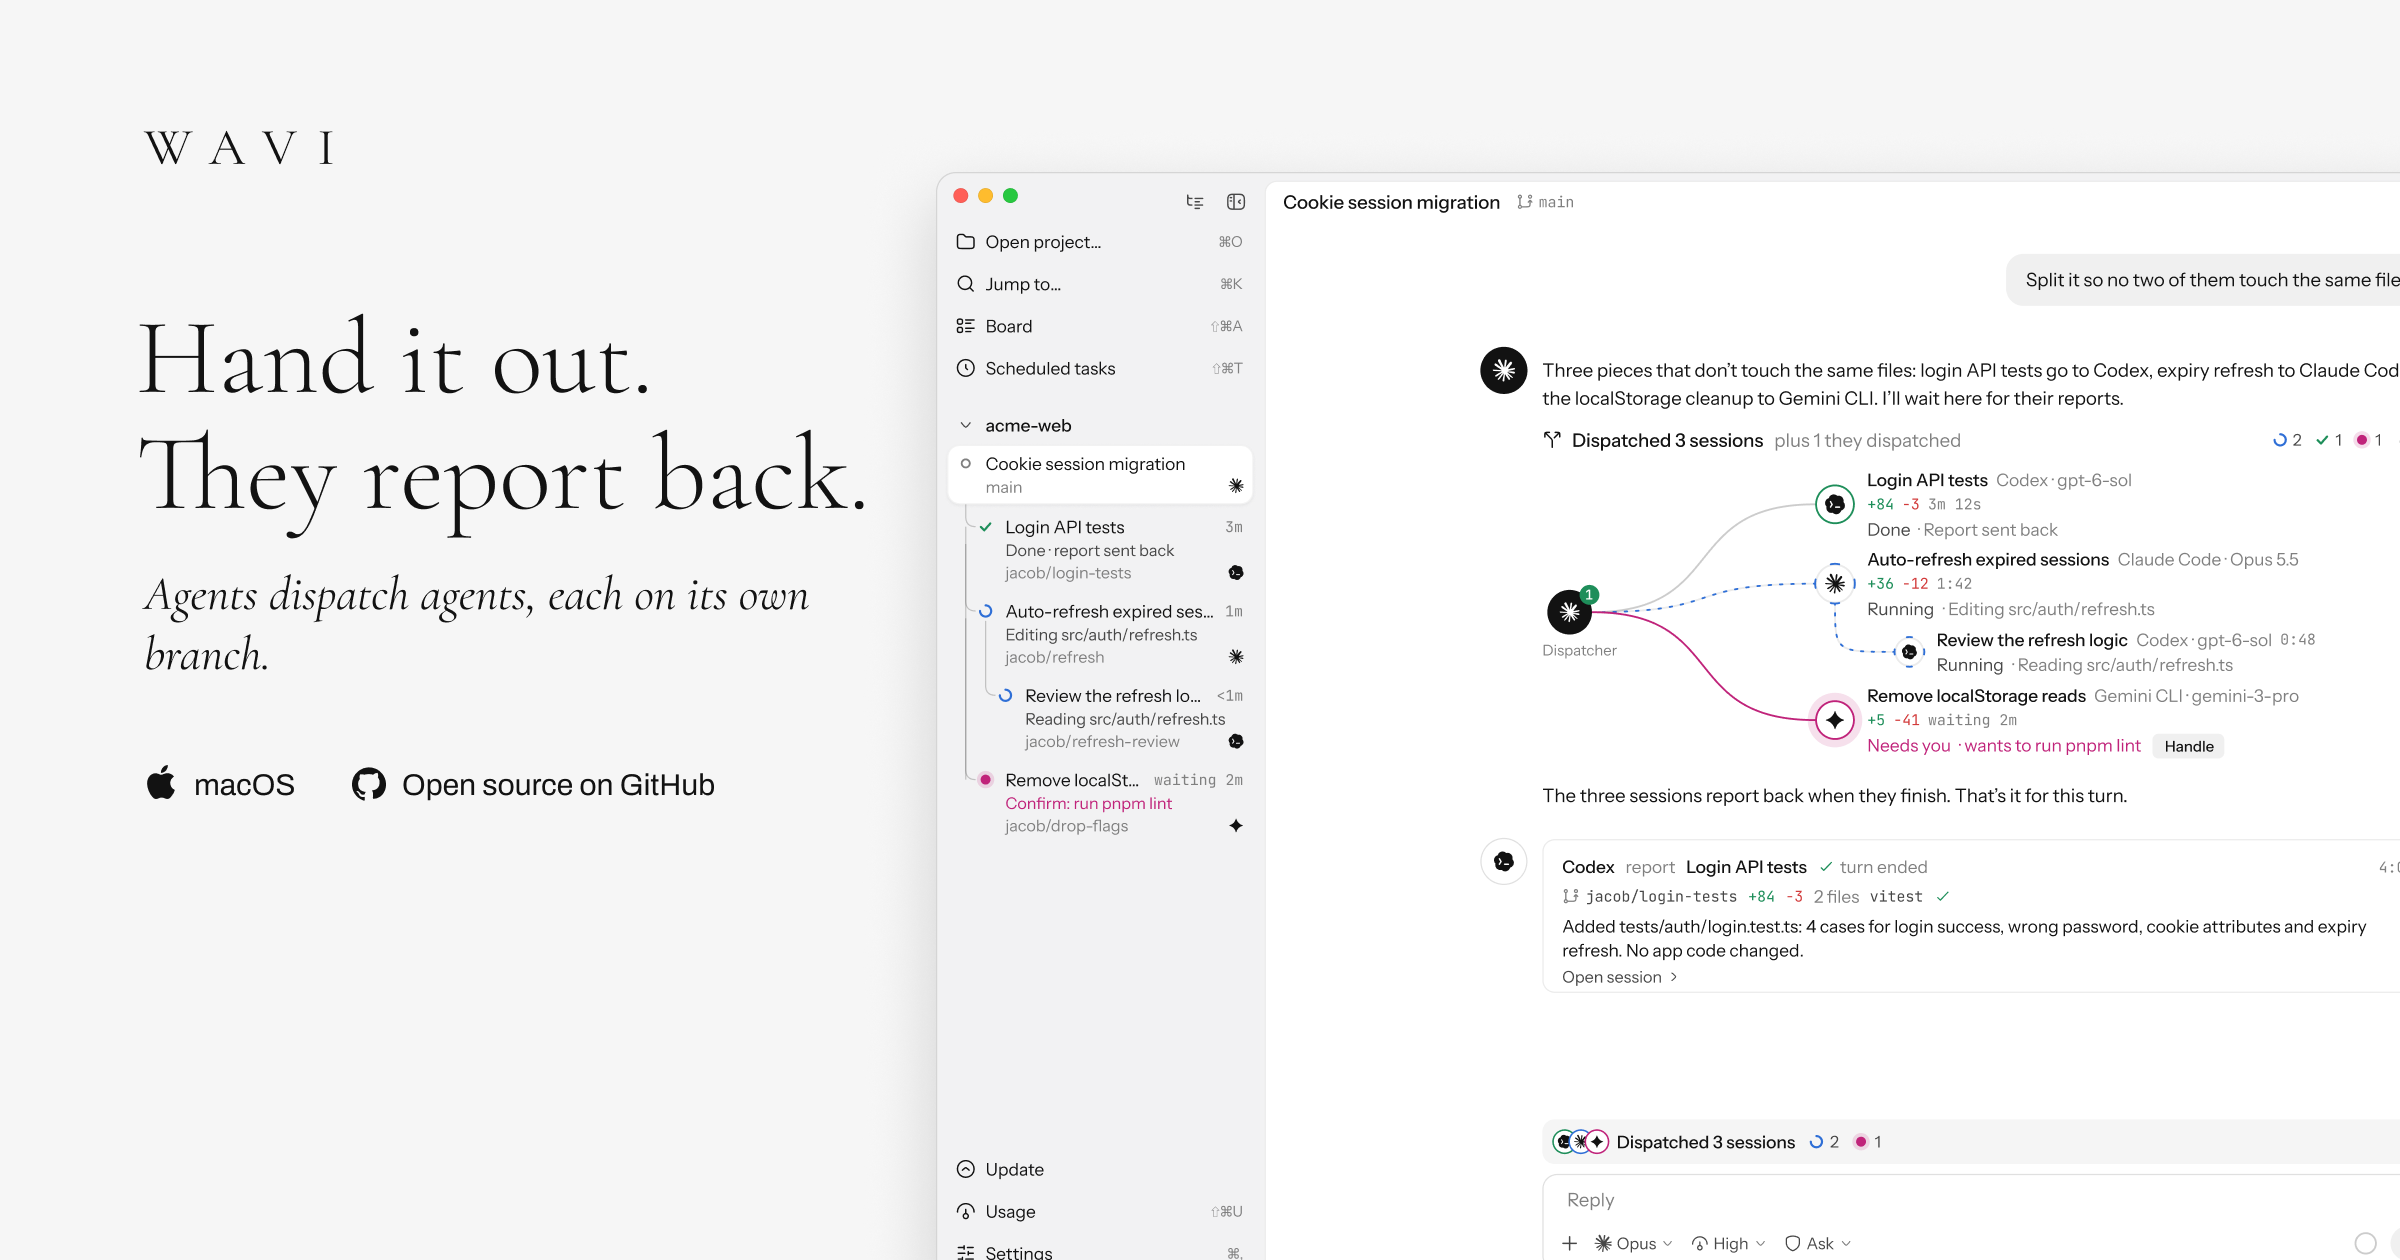 WAVI
Hand it out.
They report back.
Agents dispatch agents, each on its own
branch.
macOS
Open source on GitHub
Open project... ⌘O
Jump to... ⌘K
Board ⇧⌘A
Scheduled tasks ⇧⌘T
acme-web
Cookie session migration
main
Login API tests 3m
Done · report sent back
jacob/login-tests
Auto-refresh expired ses... 1m
Editing src/auth/refresh.ts
jacob/refresh
Review the refresh lo... <1m
Reading src/auth/refresh.ts
jacob/refresh-review
Remove localSt... waiting 2m
Confirm: run pnpm lint
jacob/drop-flags
Update
Usage ⇧⌘U
Settings ⌘,
Cookie session migration main
Split it so no two of them touch the same file
Three pieces that don’t touch the same files: login API tests go to Codex, expiry refresh to Claude Cod
the localStorage cleanup to Gemini CLI. I’ll wait here for their reports.
Dispatched 3 sessions plus 1 they dispatched 2 1 1
1
Dispatcher
Login API tests Codex · gpt-6-sol
+84 -3 3m 12s
Done · Report sent back
Auto-refresh expired sessions Claude Code · Opus 5.5
+36 -12 1:42
Running · Editing src/auth/refresh.ts
Review the refresh logic Codex · gpt-6-sol 0:48
Running · Reading src/auth/refresh.ts
Remove localStorage reads Gemini CLI · gemini-3-pro
+5 -41 waiting 2m
Needs you · wants to run pnpm lint Handle
The three sessions report back when they finish. That’s it for this turn.
Codex report Login API tests turn ended
jacob/login-tests +84 -3 2 files vitest
Added tests/auth/login.test.ts: 4 cases for login success, wrong password, cookie attributes and expiry
refresh. No app code changed.
Open session
Dispatched 3 sessions 2 1
Reply
Opus High Ask